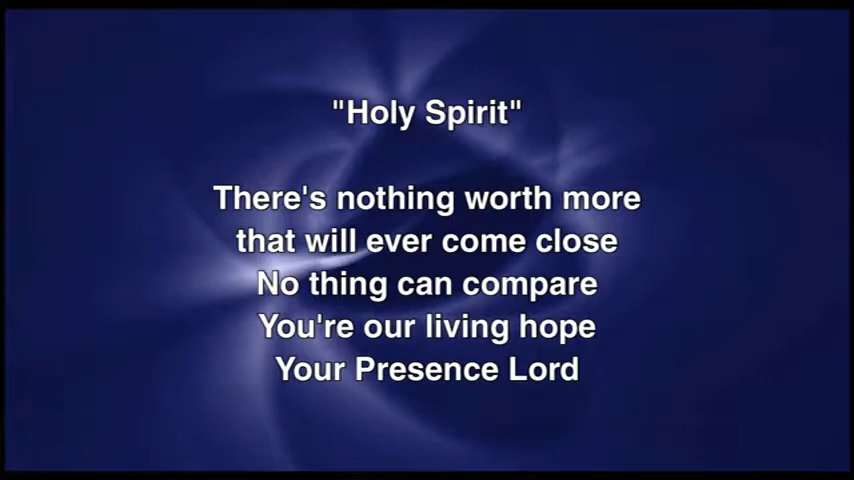 "Holy Spirit"
There's nothing worth more
that will ever come close
No thing can compare
You're our living hope
Your Presence Lord